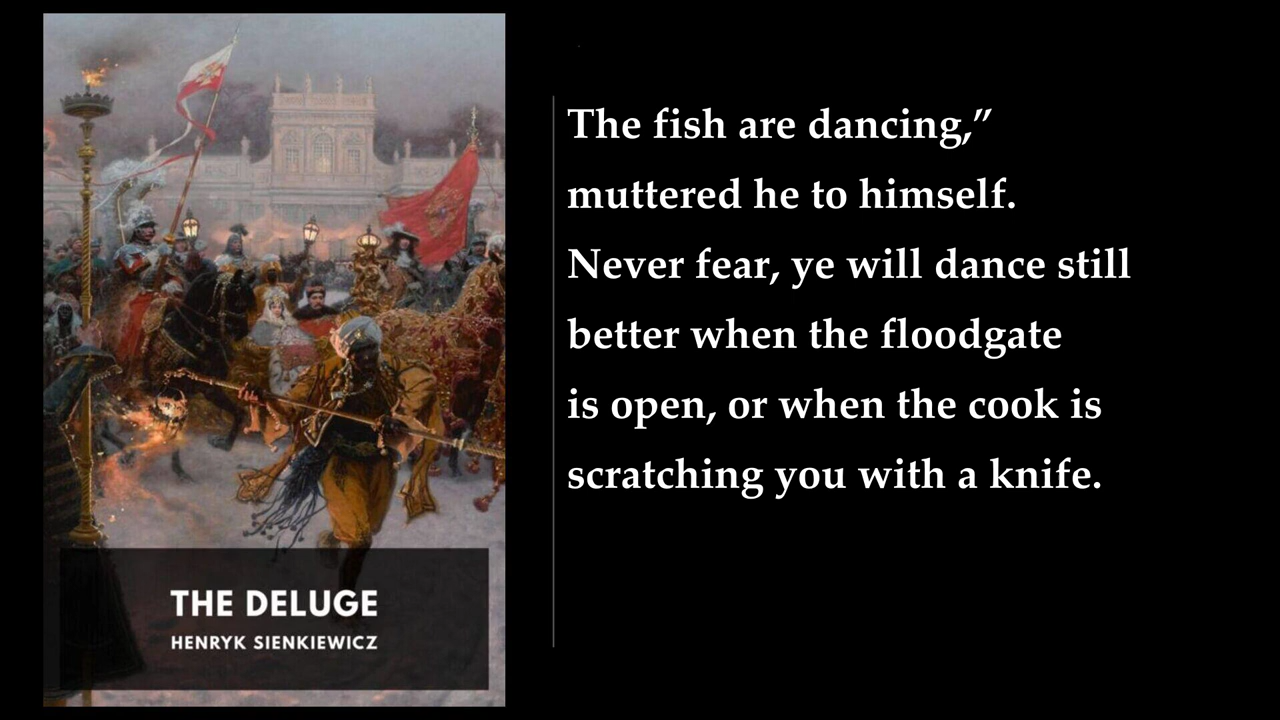 THE DELUGE
HENRYK SIENKIEWICZ
The fish are dancing,”
muttered he to himself.
Never fear, ye will dance still
better when the floodgate
is open, or when the cook is
scratching you with a knife.